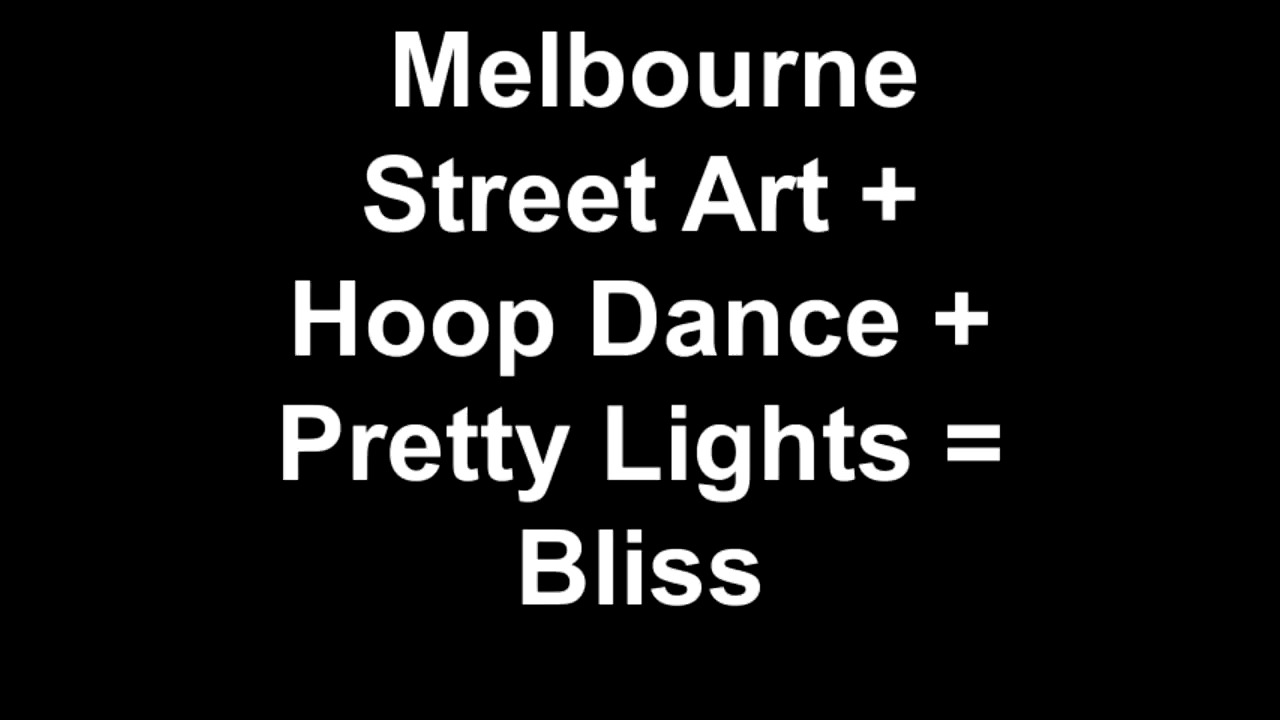 Melbourne
Street Art +
Hoop Dance +
Pretty Lights =
Bliss